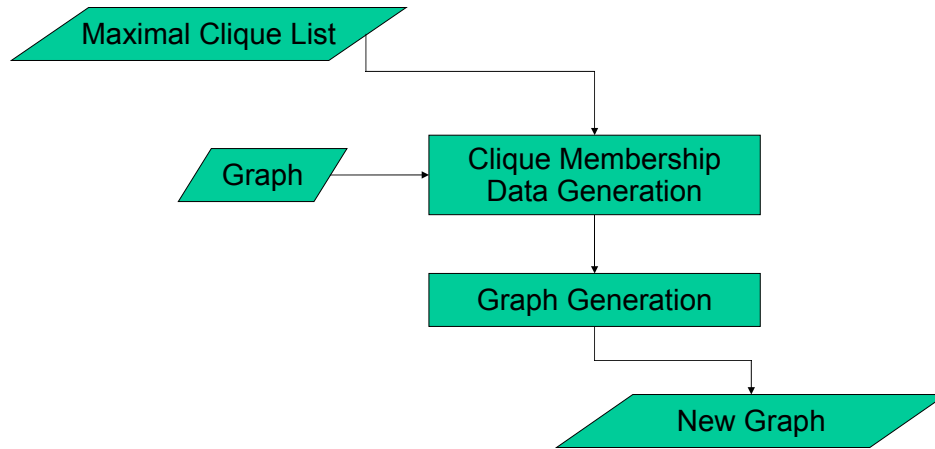 Maximal Clique List
Graph
Clique Membership
Data Generation
Graph Generation
New Graph